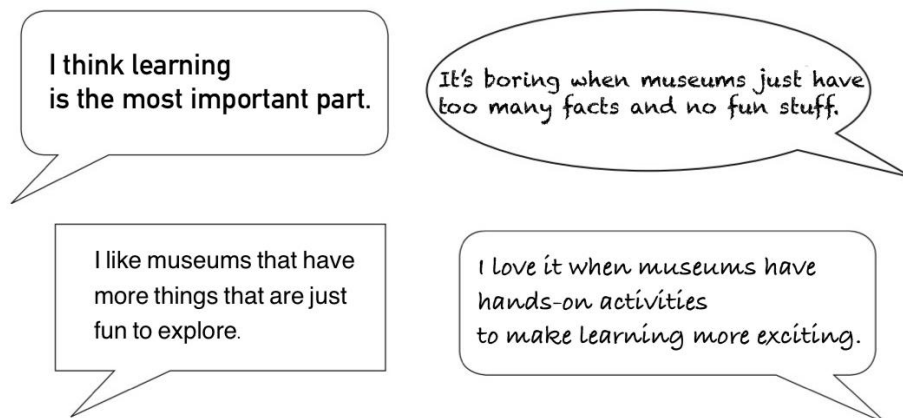 I think learning
is the most important part.
It's boring when museums just have
too many facts and no fun stuff.
I like museums that have
more things that are just
fun to explore.
I love it when museums have
hands-on activities
to make learning more exciting.